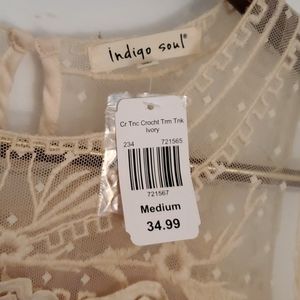 indigo soul
Cr Tnc Crocht Trm Tnk
Ivory
234 721565
721567
Medium
34.99